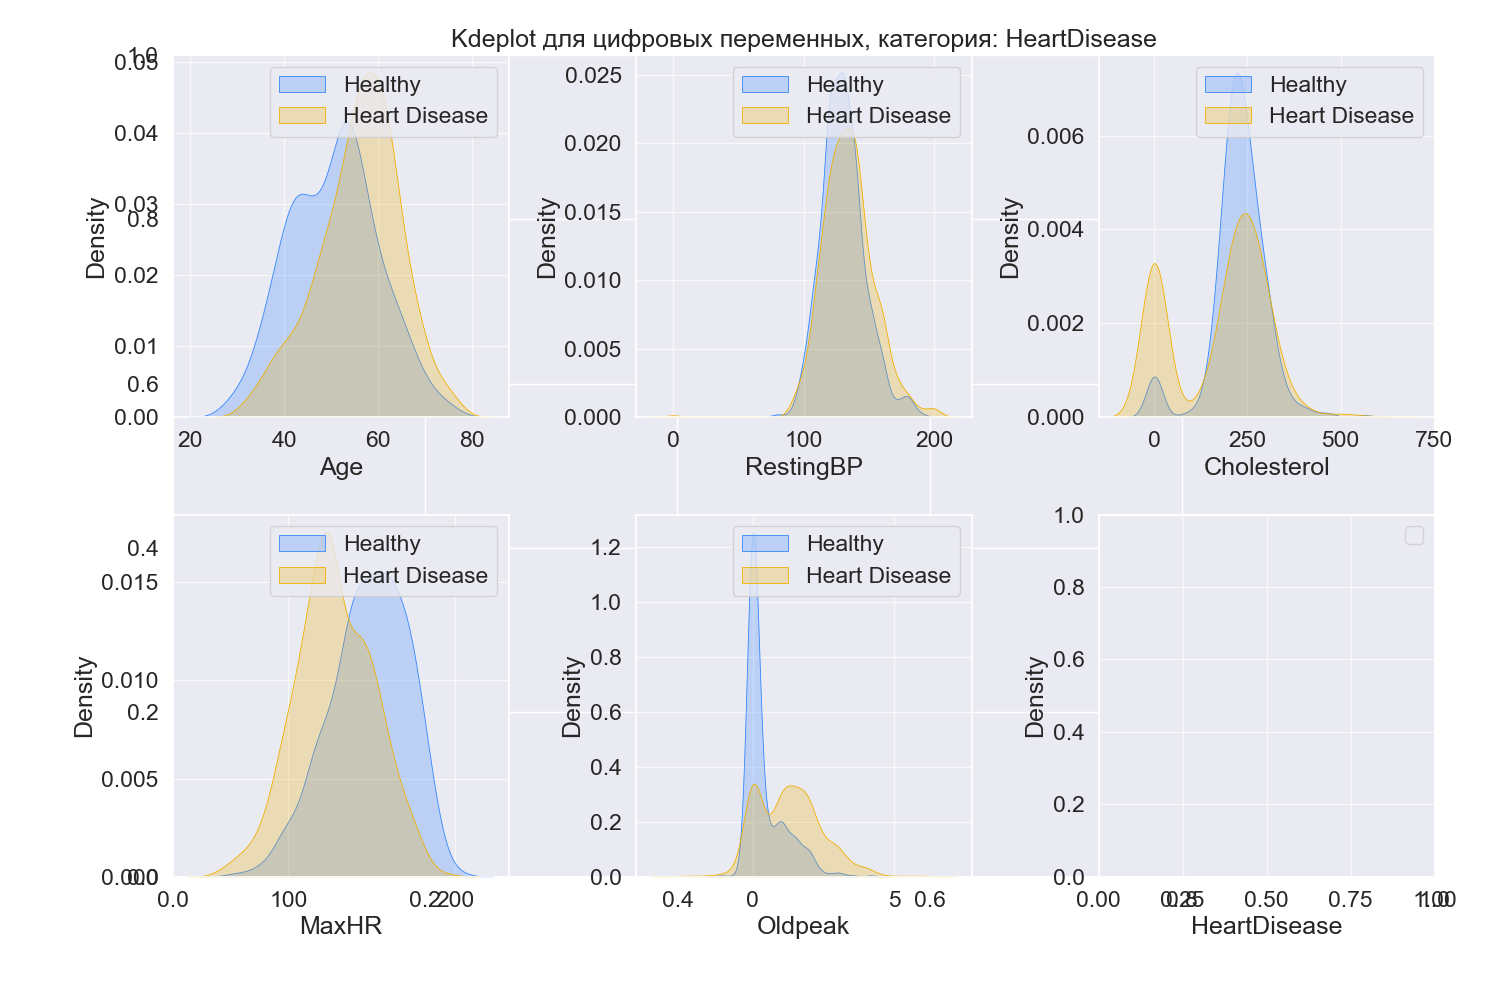 Kdeplot для цифровых переменных, категория: HeartDisease
1.0
0.05
0.04
0.03
0.8
0.02
0.01
0.6
0.00
Density
Healthy
Heart Disease
20 40 60 80
Age
0.025
0.020
0.015
0.010
0.005
0.000
Density
Healthy
Heart Disease
0 100 200
RestingBP
0.006
0.004
0.002
0.000
Density
Healthy
Heart Disease
0 250 500 750
Cholesterol
0.4
0.015
0.010
0.2
0.005
0.000
0.0
Density
Healthy
Heart Disease
0.0 100 0.2 200
MaxHR
1.2
1.0
0.8
0.6
0.4
0.2
0.0
Density
Healthy
Heart Disease
0.4 0 5 0.6
Oldpeak
1.0
0.8
0.6
0.4
0.2
0.0
Density
0.00 0.25 0.8 0.50 0.75 1.00 1.0
HeartDisease